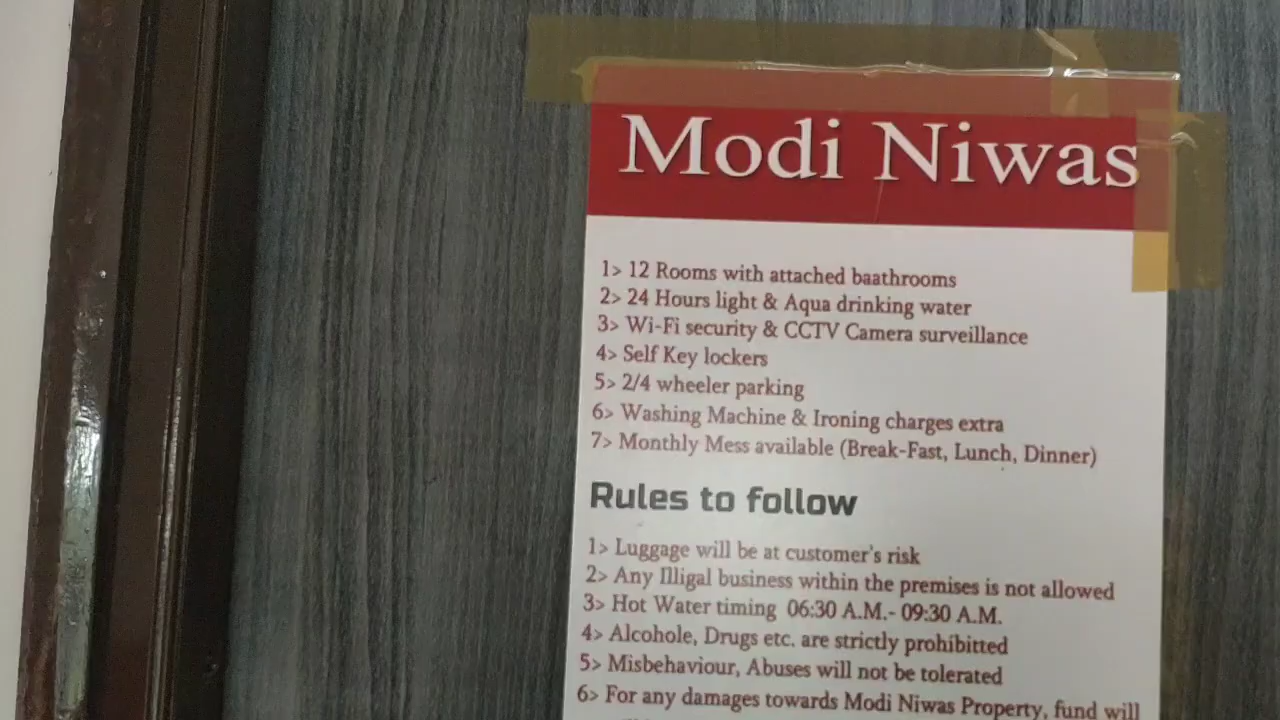 Modi Niwas
1> 12 Rooms with attached baathrooms
2> 24 Hours light & Aqua drinking water
3> Wi-Fi security & CCTV Camera surveillance
4> Self Key lockers
5> 2/4 wheeler parking
6> Washing Machine & Ironing charges extra
7> Monthly Mess available (Break-Fast, Lunch, Dinner)
Rules to follow
1> Luggage will be at customer's risk
2> Any Illigal business within the premises is not allowed
3> Hot Water timing 06:30 A.M.- 09:30 A.M.
4> Alcohole, Drugs etc. are strictly prohibitted
5> Misbehaviour, Abuses will not be tolerated
6> For any damages towards Modi Niwas Property, fund will